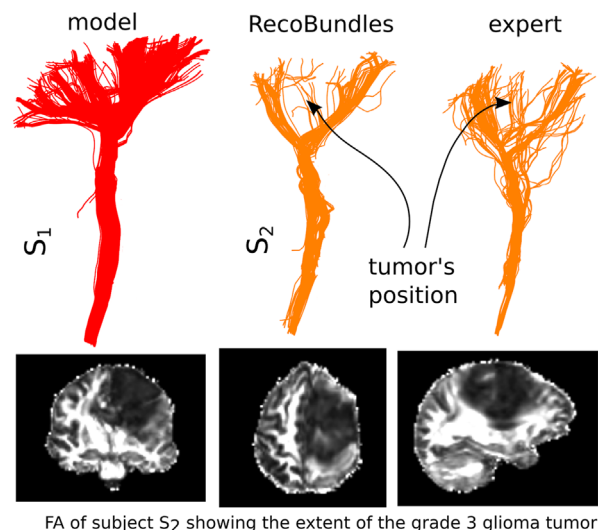 model
RecoBundles
expert
S1
S2
tumor's
position
FA of subject S2 showing the extent of the grade 3 glioma tumor